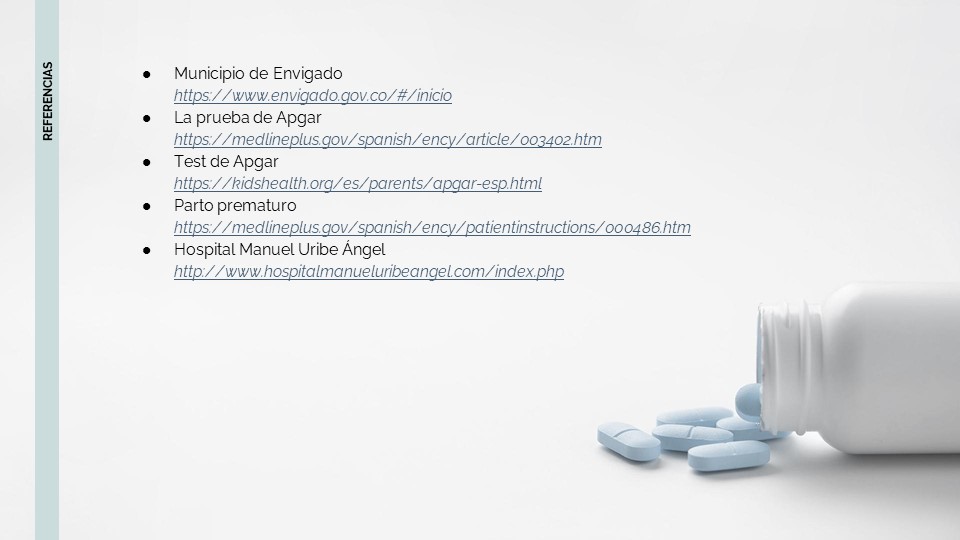 REFERENCIAS
● Municipio de Envigado
https://www.envigado.gov.co/#/inicio
● La prueba de Apgar
https://medlineplus.gov/spanish/ency/article/003402.htm
● Test de Apgar
https://kidshealth.org/es/parents/apgar-esp.html
● Parto prematuro
https://medlineplus.gov/spanish/ency/patientinstructions/000486.htm
● Hospital Manuel Uribe Ángel
http://www.hospitalmanueluribeangel.com/index.php